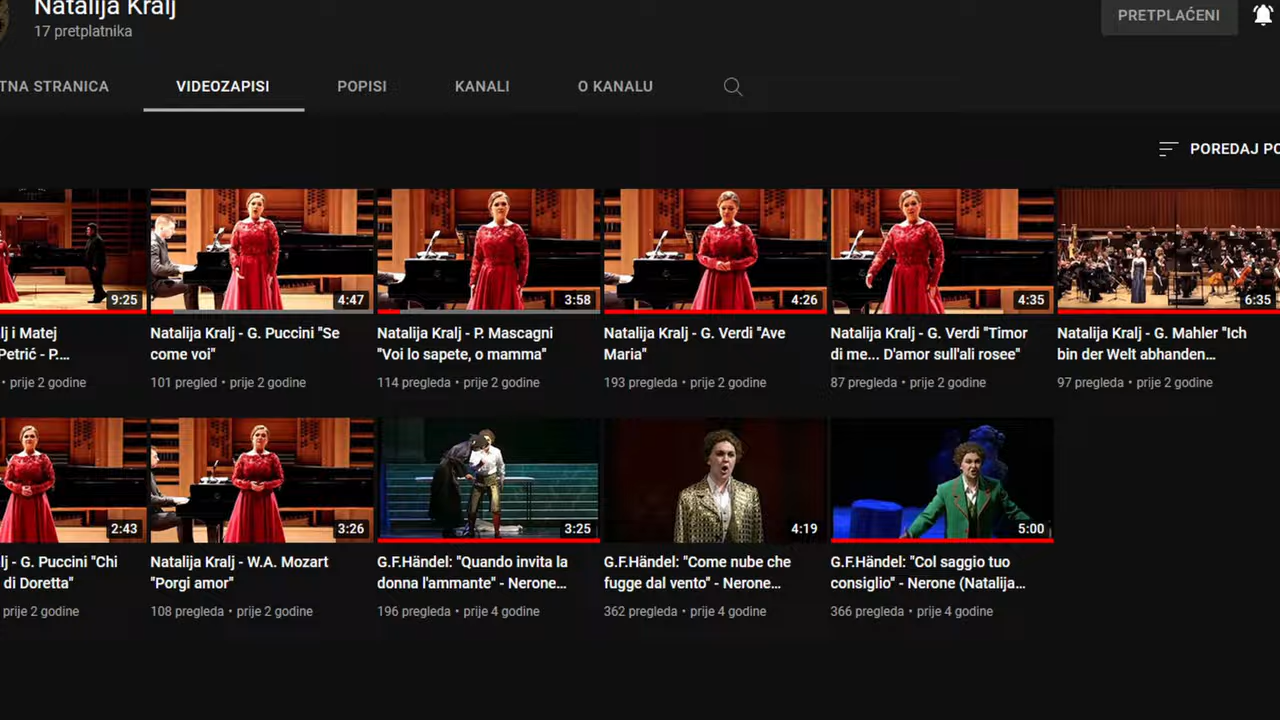 Natalija Kralj
17 pretplatnika
PRETPLAĆENI
TNA STRANICA
VIDEOZAPISI
POPISI
KANALI
O KANALU
POREDAJ PO
9:25
4:47
3:58
4:26
4:35
6:35
lj i Matej
Petrić - P....
• prije 2 godine
Natalija Kralj - G. Puccini "Se
come voi"
101 pregled • prije 2 godine
Natalija Kralj - P. Mascagni
"Voi lo sapete, o mamma"
114 pregleda • prije 2 godine
Natalija Kralj - G. Verdi "Ave
Maria"
193 pregleda • prije 2 godine
Natalija Kralj - G. Verdi "Timor
di me... D'amor sull'ali rosee"
87 pregleda • prije 2 godine
Natalija Kralj - G. Mahler "Ich
bin der Welt abhanden...
97 pregleda • prije 2 godine
2:43
3:26
3:25
4:19
5:00
lj - G. Puccini "Chi
di Doretta"
prije 2 godine
Natalija Kralj - W.A. Mozart
"Porgi amor"
108 pregleda • prije 2 godine
G.F.Händel: "Quando invita la
donna l'ammante" - Nerone...
196 pregleda • prije 4 godine
G.F.Händel: "Come nube che
fugge dal vento" - Nerone...
362 pregleda • prije 4 godine
G.F.Händel: "Col saggio tuo
consiglio" - Nerone (Natalija...
366 pregleda • prije 4 godine